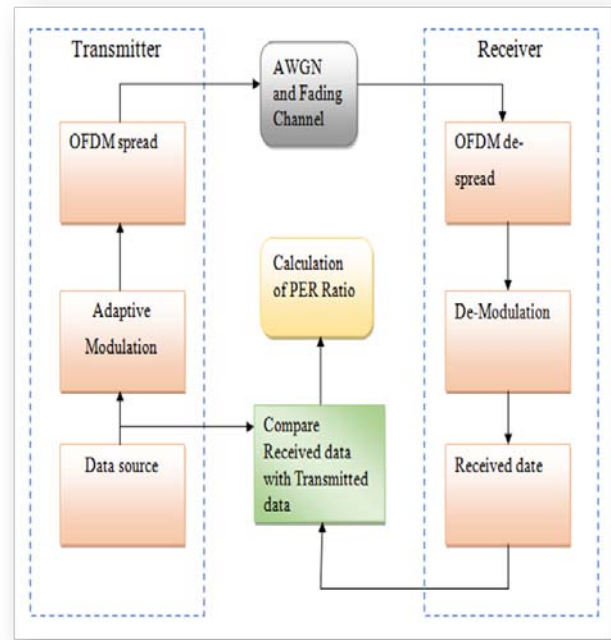 Transmitter
OFDM spread
Adaptive
Modulation
Data source
AWGN
and Fading
Channel
Calculation
of PER Ratio
Compare
Received data
with Transmitted
data
Receiver
OFDM de-
spread
De-Modulation
Received date